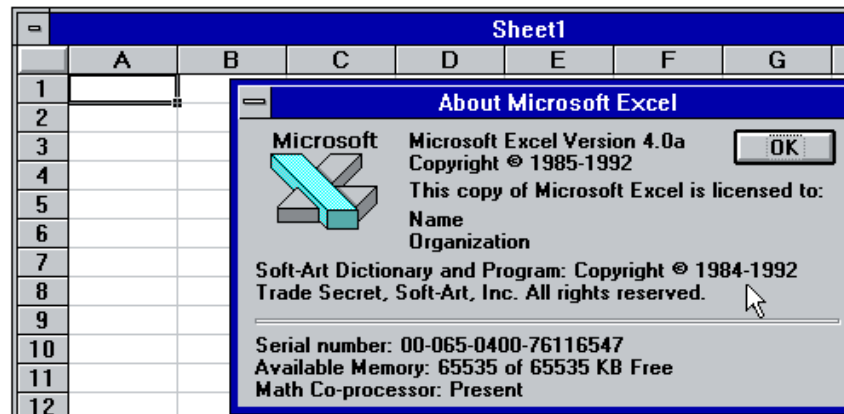 Sheet1
A B C D E F G
1
2
3
4
5
6
7
8
9
10
11
12
About Microsoft Excel
Microsoft
Microsoft Excel Version 4.0a
Copyright © 1985-1992
OK
This copy of Microsoft Excel is licensed to:
Name
Organization
Soft-Art Dictionary and Program: Copyright © 1984-1992
Trade Secret, Soft-Art, Inc. All rights reserved.
Serial number: 00-065-0400-76116547
Available Memory: 65535 of 65535 KB Free
Math Co-processor: Present